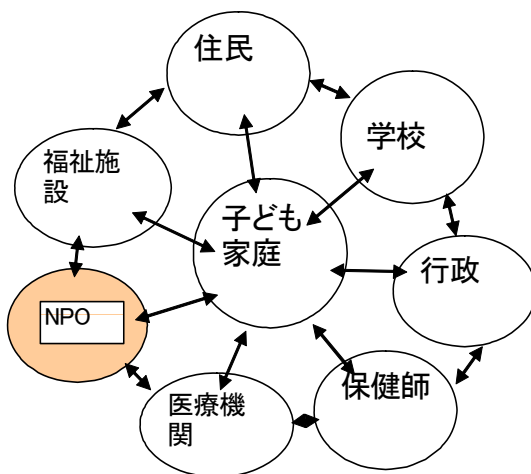 住民
学校
福祉施
設
子ども
家庭
行政
NPO
保健師
医療機
関